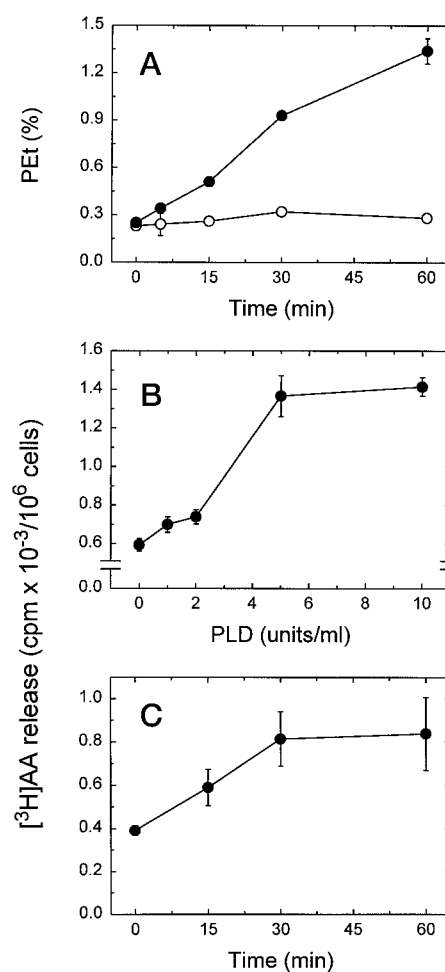 A
PEt (%)
1.5
1.2
0.9
0.6
0.3
0.0
0 15 30 45 60
Time (min)
[³H]AA release (cpm x 10⁻³/10⁶ cells)
B
1.6
1.4
1.2
1.0
0.8
0.6
0.0
0 2 4 6 8 10
PLD (units/ml)
C
1.0
0.8
0.6
0.4
0.2
0.0
0 15 30 45 60
Time (min)